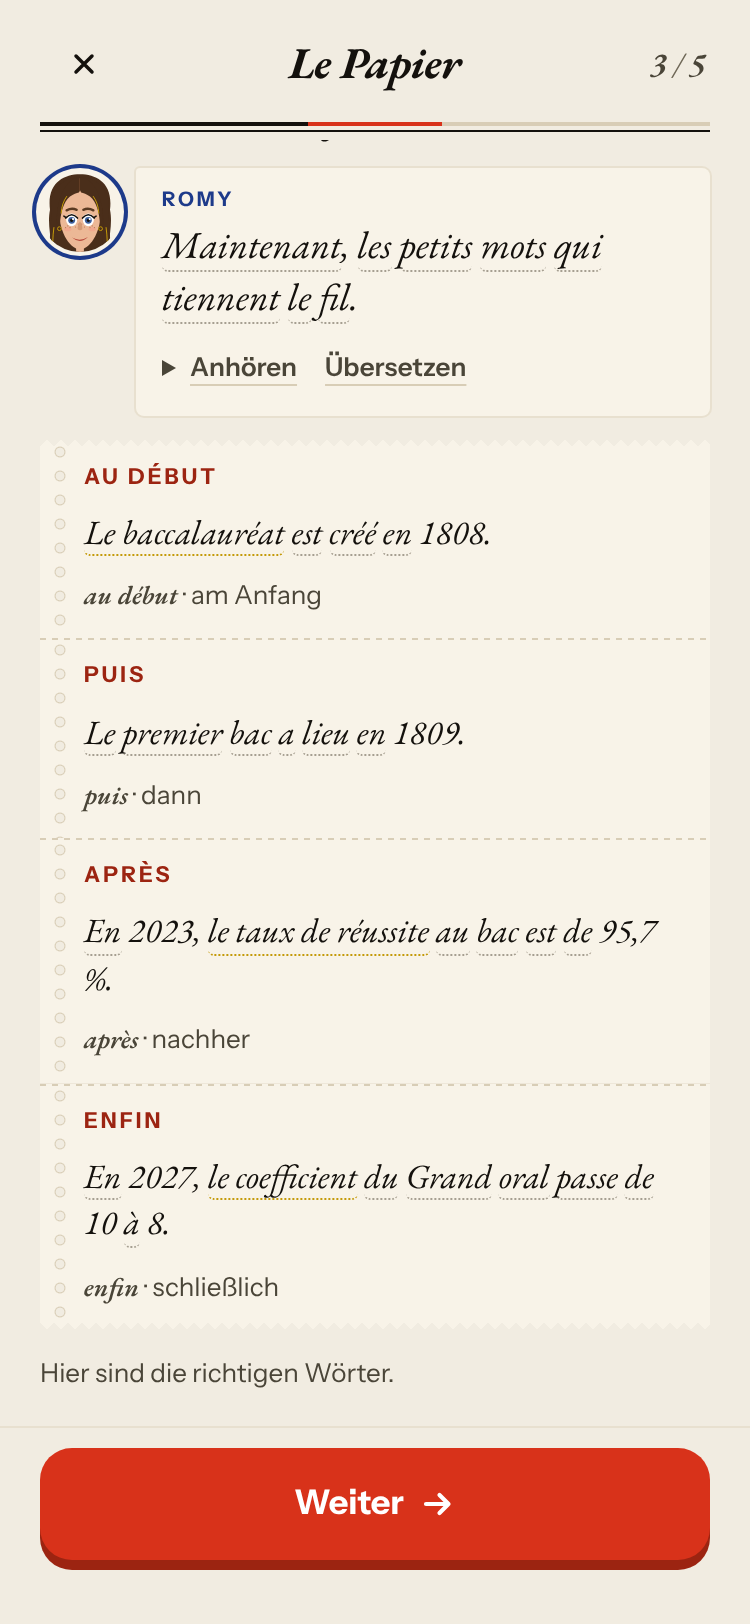 Le Papier
3 / 5
ROMY
Maintenant, les petits mots qui
tiennent le fil.
Anhören Übersetzen
AU DÉBUT
Le baccalauréat est créé en 1808.
au début · am Anfang
PUIS
Le premier bac a lieu en 1809.
puis · dann
APRÈS
En 2023, le taux de réussite au bac est de 95,7
%.
après · nachher
ENFIN
En 2027, le coefficient du Grand oral passe de
10 à 8.
enfin · schließlich
Hier sind die richtigen Wörter.
Weiter →